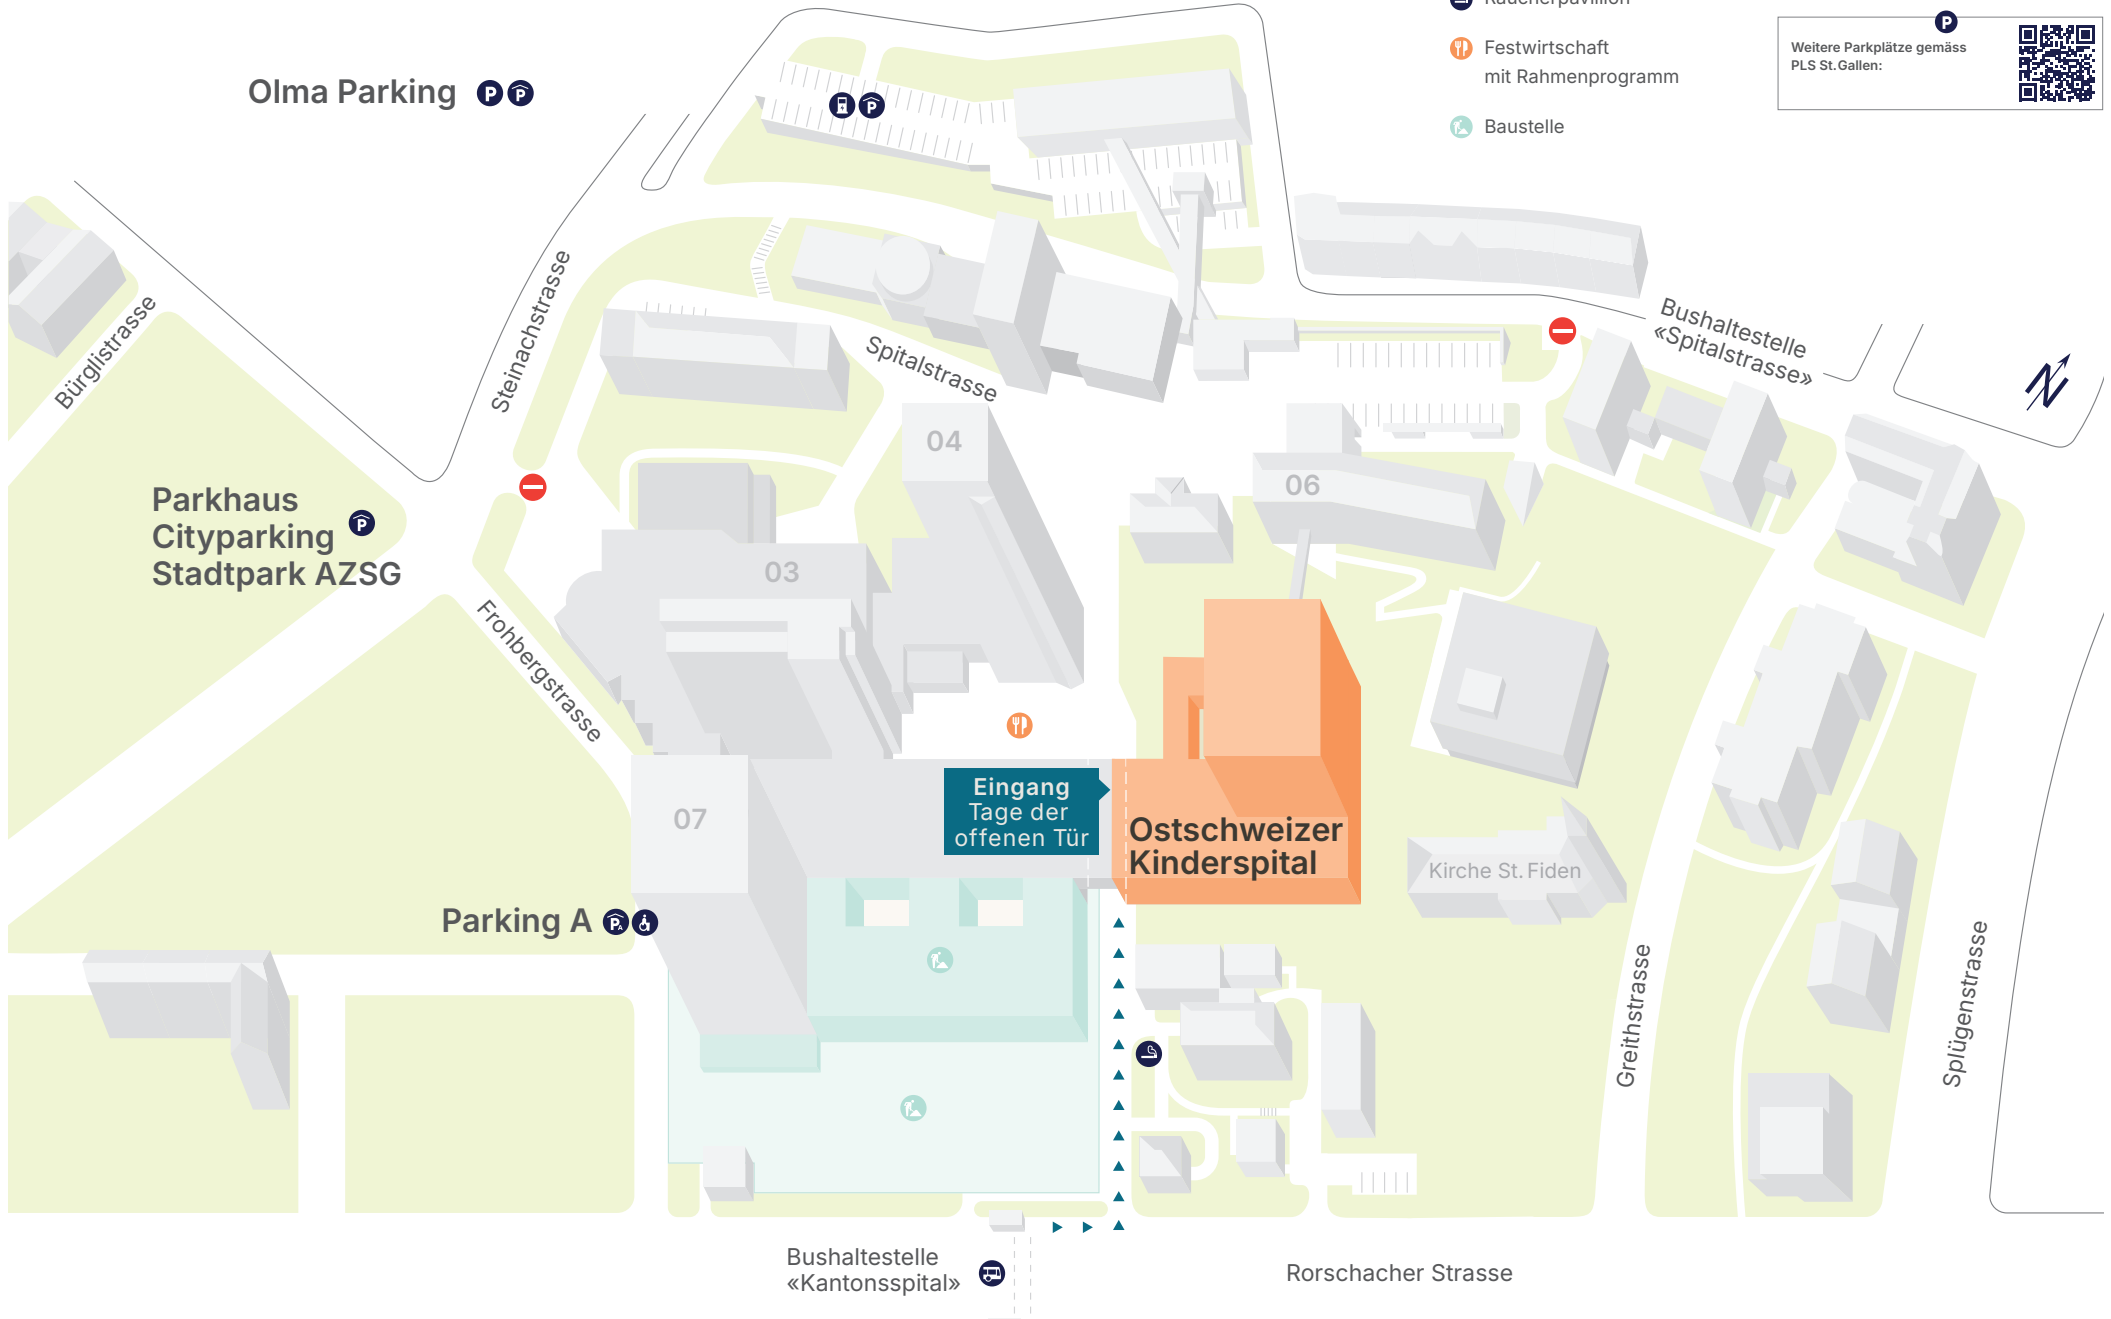 Raucherpavillion
Festwirtschaft
mit Rahmenprogramm
Baustelle
P
Weitere Parkplätze gemäss
PLS St.Gallen:
Olma Parking P P
P
Bürglistrasse
Steinachstrasse
Spitalstrasse
Bushaltestelle
«Spitalstrasse»
N
04
06
Parkhaus
Cityparking
Stadtpark AZSG
P
03
Frohbergstrasse
07
Eingang
Tage der
offenen Tür
Ostschweizer
Kinderspital
Kirche St. Fiden
Parking A PA
Greithstrasse
Splügenstrasse
Bushaltestelle
«Kantonsspital»
Rorschacher Strasse